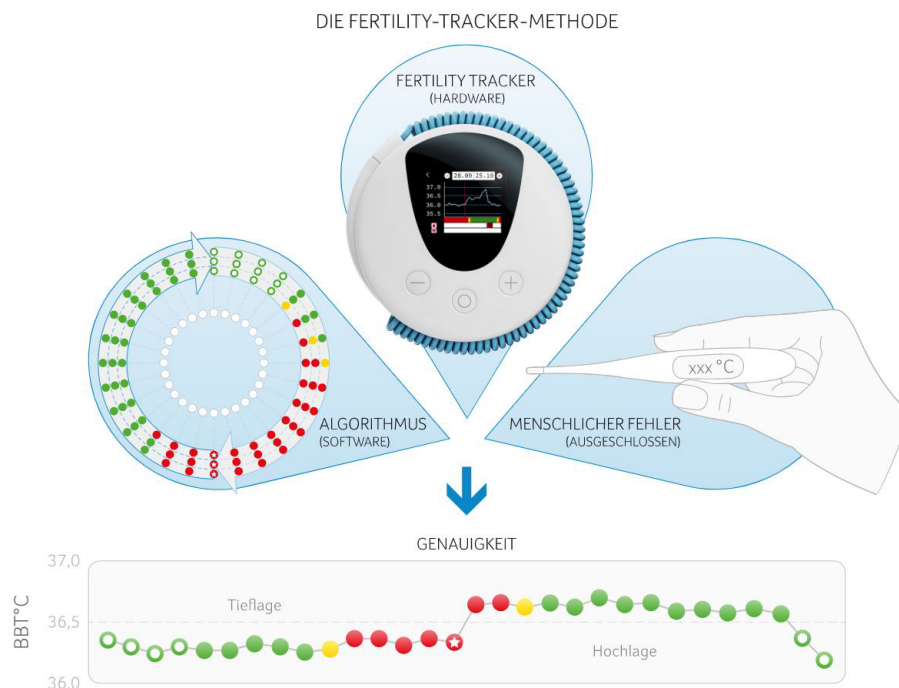 DIE FERTILITY-TRACKER-METHODE
FERTILITY TRACKER
(HARDWARE)
28.09 25.10
37.0
36.5
36.0
35.5
xxx °C
ALGORITHMUS
(SOFTWARE)
MENSCHLICHER FEHLER
(AUSGESCHLOSSEN)
GENAUIGKEIT
BBT°C
37,0
36,5
36,0
Tieflage
Hochlage